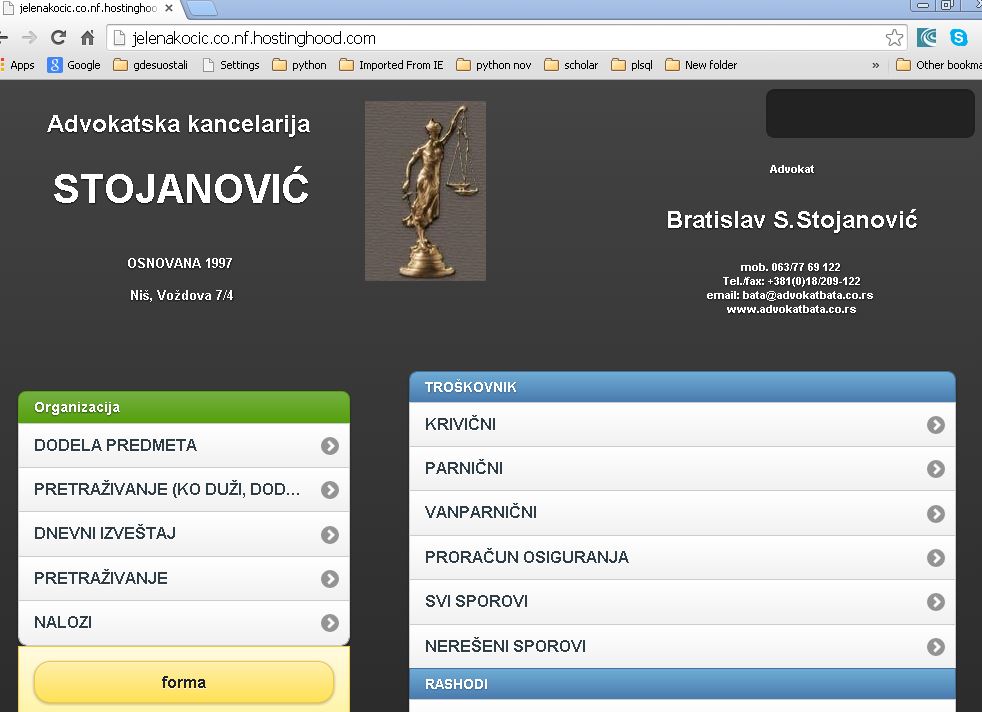 jelenakocic.co.nf.hostinghoo
jelenakocic.co.nf.hostinghood.com
Apps Google gdesuostali Settings python Imported From IE python nov scholar plsql New folder » Other bookma
Advokatska kancelarija
STOJANOVIĆ
OSNOVANA 1997
Niš, Voždova 7/4
Advokat
Bratislav S.Stojanović
mob. 063/77 69 122
Tel./fax: +381(0)18/209-122
email: bata@advokatbata.co.rs
www.advokatbata.co.rs
Organizacija
DODELA PREDMETA
PRETRAŽIVANJE (KO DUŽI, DOD...
DNEVNI IZVEŠTAJ
PRETRAŽIVANJE
NALOZI
forma
TROŠKOVNIK
KRIVIČNI
PARNIČNI
VANPARNIČNI
PRORAČUN OSIGURANJA
SVI SPOROVI
NEREŠENI SPOROVI
RASHODI